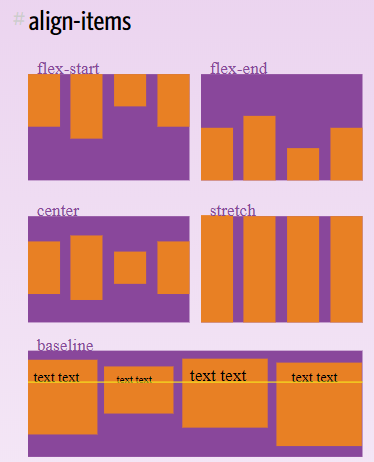 # align-items
flex-start flex-end
center stretch
baseline
text text text text text text text text